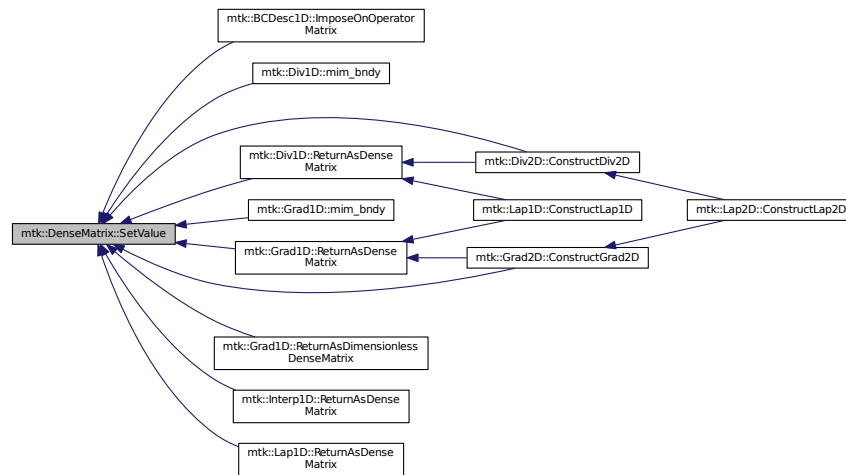 mtk::BCDesc1D::ImposeOnOperator
Matrix
mtk::Div1D::mim_bndy
mtk::Div1D::ReturnAsDense
Matrix
mtk::Div2D::ConstructDiv2D
mtk::Grad1D::mim_bndy
mtk::Lap1D::ConstructLap1D
mtk::Lap2D::ConstructLap2D
mtk::DenseMatrix::SetValue
mtk::Grad1D::ReturnAsDense
Matrix
mtk::Grad2D::ConstructGrad2D
mtk::Grad1D::ReturnAsDimensionless
DenseMatrix
mtk::Interp1D::ReturnAsDense
Matrix
mtk::Lap1D::ReturnAsDense
Matrix